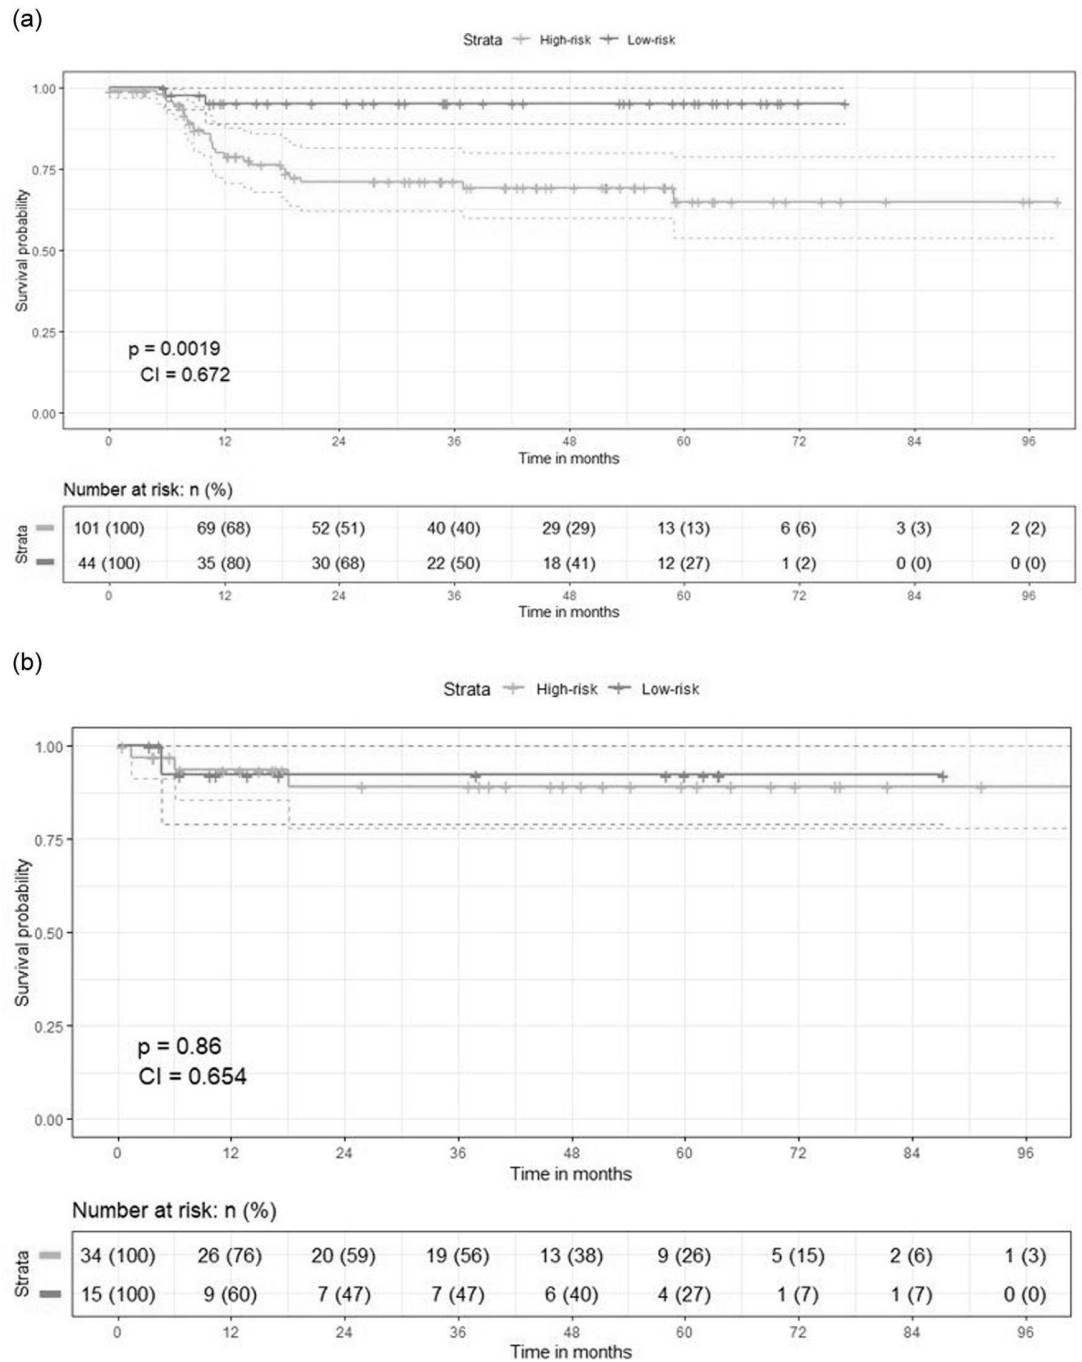 (a)
Strata High-risk Low-risk
1.00
0.75
0.50
0.25
0.00
Survival probability
p = 0.0019
CI = 0.672
0 12 24 36 48 60 72 84 96
Time in months
Number at risk: n (%)
Strata
101 (100) 69 (68) 52 (51) 40 (40) 29 (29) 13 (13) 6 (6) 3 (3) 2 (2)
44 (100) 35 (80) 30 (68) 22 (50) 18 (41) 12 (27) 1 (2) 0 (0) 0 (0)
0 12 24 36 48 60 72 84 96
Time in months
(b)
Strata High-risk Low-risk
1.00
0.75
0.50
0.25
0.00
Survival probability
p = 0.86
CI = 0.654
0 12 24 36 48 60 72 84 96
Time in months
Number at risk: n (%)
Strata
34 (100) 26 (76) 20 (59) 19 (56) 13 (38) 9 (26) 5 (15) 2 (6) 1 (3)
15 (100) 9 (60) 7 (47) 7 (47) 6 (40) 4 (27) 1 (7) 1 (7) 0 (0)
0 12 24 36 48 60 72 84 96
Time in months